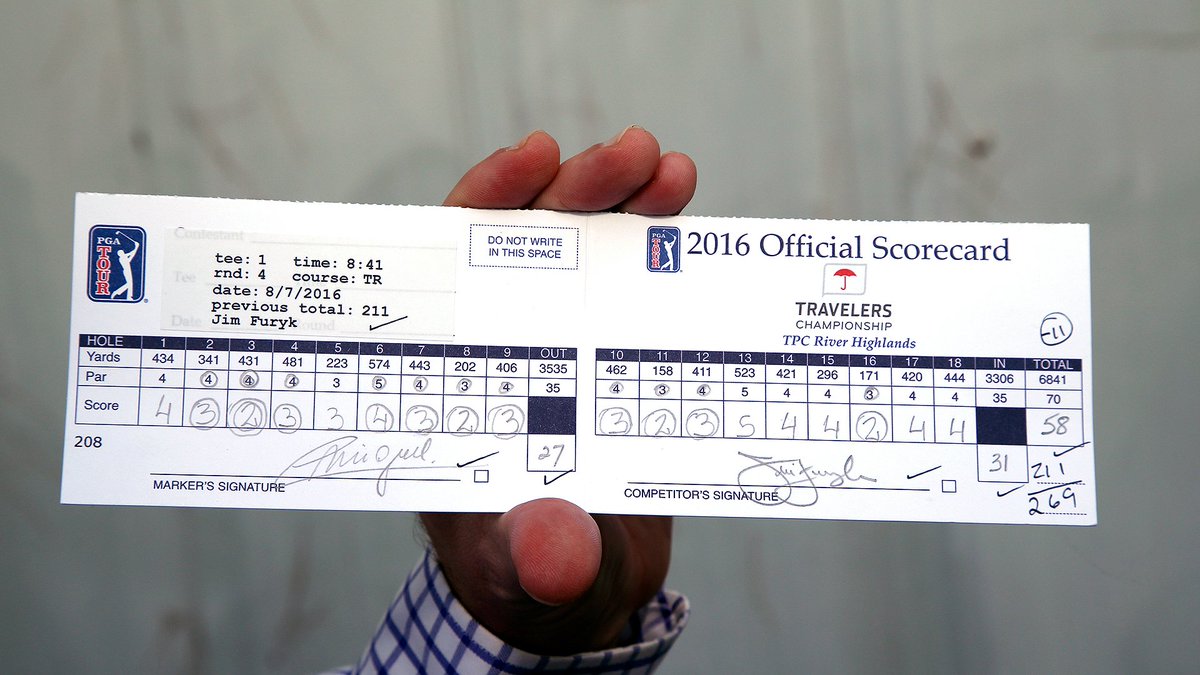 PGA TOUR
Contestant
tee: 1 time: 8:41
Tee
rnd: 4 course: TR
date: 8/7/2016
previous total: 211
Date
Round
Jim Furyk
DO NOT WRITE
IN THIS SPACE
PGA TOUR
2016 Official Scorecard
TRAVELERS
CHAMPIONSHIP
TPC River Highlands
-11
HOLE 1 2 3 4 5 6 7 8 9 OUT
Yards 434 341 431 481 223 574 443 202 406 3535
Par 4 4 4 4 3 5 4 3 4 35
Score 4 3 2 3 3 4 3 2 3
27
208
Miguel
MARKER'S SIGNATURE
10 11 12 13 14 15 16 17 18 IN TOTAL
462 158 411 523 421 296 171 420 444 3306 6841
4 3 4 5 4 4 3 4 4 35 70
3 2 3 5 4 4 2 4 4 58
31
211
269
Jim Furyk
COMPETITOR'S SIGNATURE